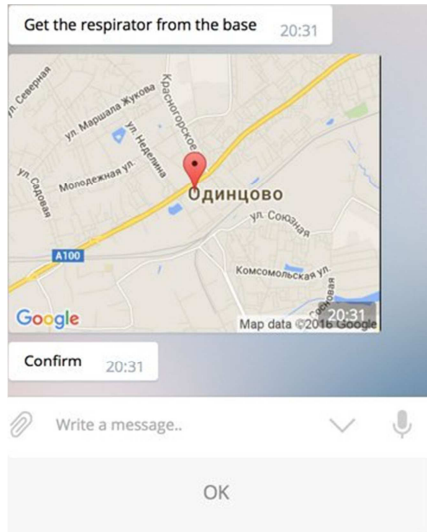 Get the respirator from the base
20:31
ул. Северная
ул. Маршала Жукова
Красногорское
ул. Неделина
Молодежная ул.
ул. Садовая
Одинцово
ул. Союзная
A100
Комсомольская ул.
Сосновая
Google
Map data ©2016 Google
20:31
Confirm
20:31
Write a message..
OK